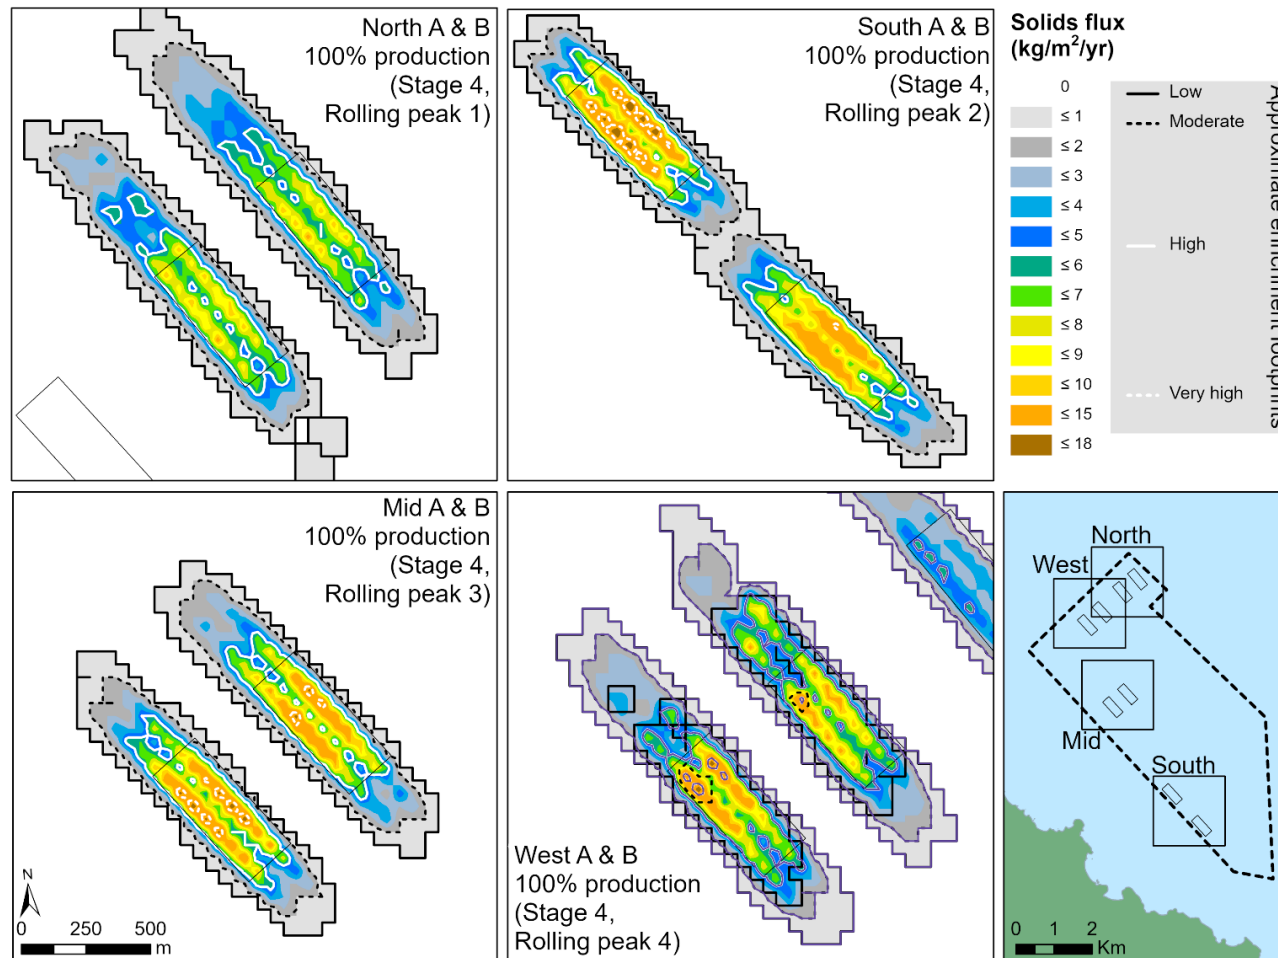 North A & B
100% production
(Stage 4,
Rolling peak 1)
South A & B
100% production
(Stage 4,
Rolling peak 2)
Solids flux
(kg/m²/yr)
0
≤ 1
≤ 2
≤ 3
≤ 4
≤ 5
≤ 6
≤ 7
≤ 8
≤ 9
≤ 10
≤ 15
≤ 18
Low
Moderate
High
Very high
Approximate enrichment footprints
Mid A & B
100% production
(Stage 4,
Rolling peak 3)
N
0 250 500
m
West A & B
100% production
(Stage 4,
Rolling peak 4)
North
West
Mid
South
0 1 2
Km